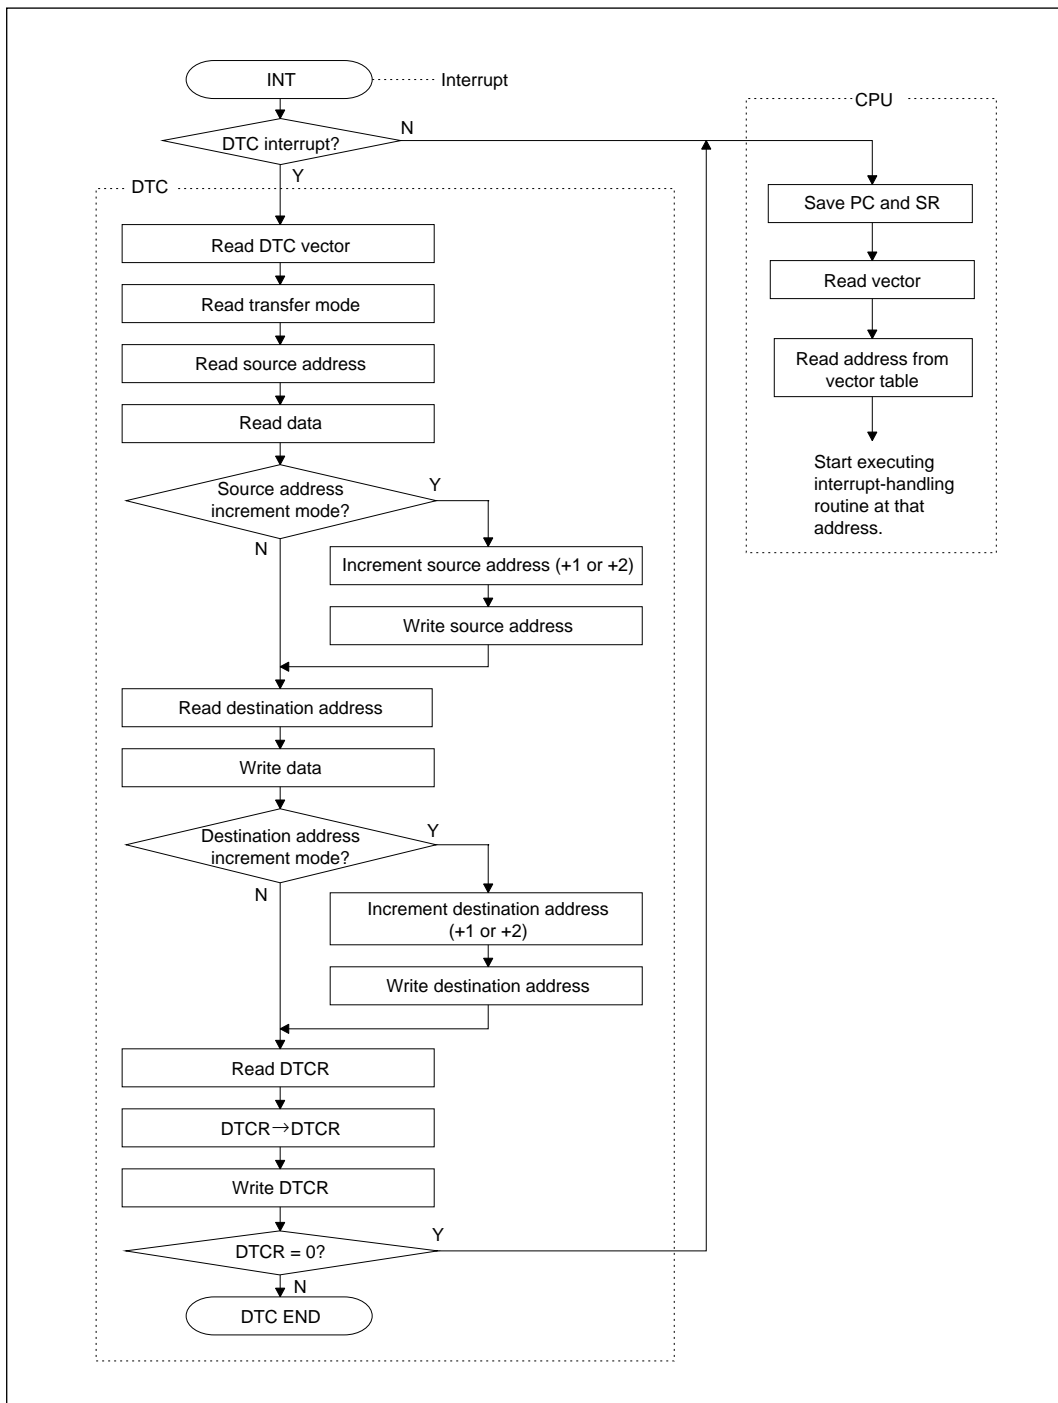 INT
Interrupt
CPU
DTC interrupt?
N
Y
DTC
Save PC and SR
Read DTC vector
Read vector
Read transfer mode
Read address from
vector table
Read source address
Read data
Start executing
interrupt-handling
routine at that
address.
Source address
increment mode?
Y
N
Increment source address (+1 or +2)
Write source address
Read destination address
Write data
Destination address
increment mode?
Y
N
Increment destination address
(+1 or +2)
Write destination address
Read DTCR
DTCR→DTCR
Write DTCR
DTCR = 0?
Y
N
DTC END